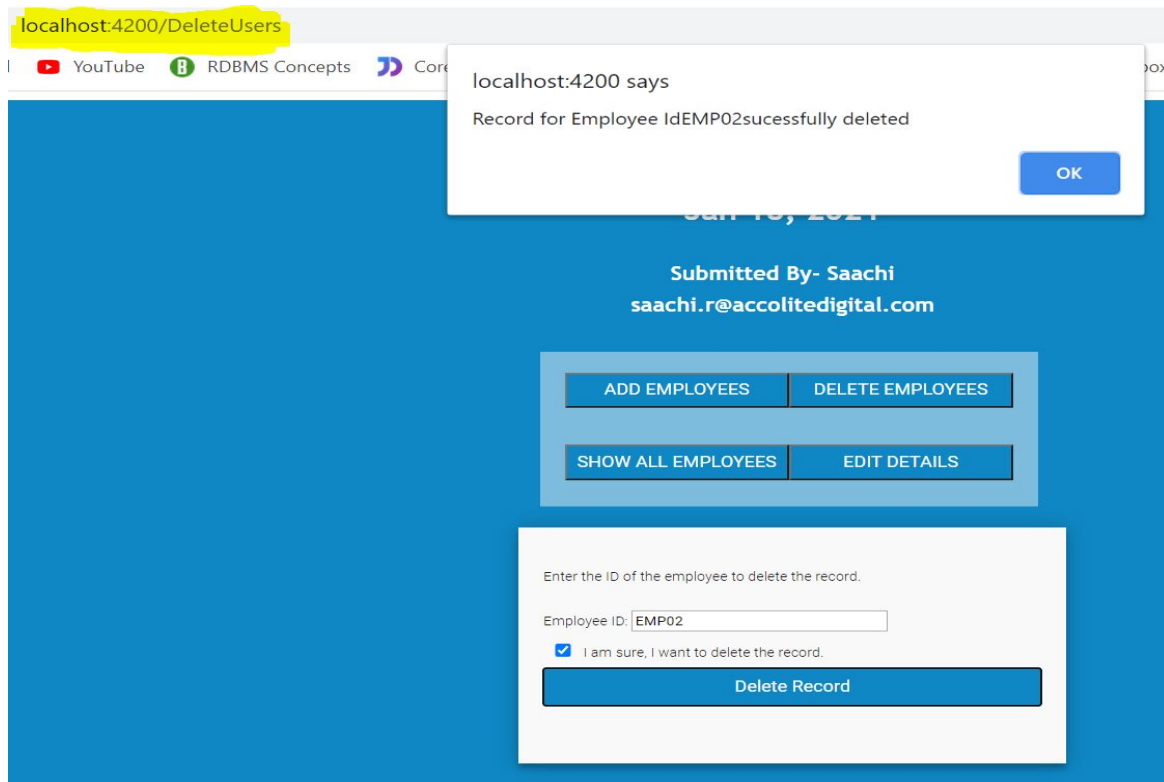 localhost:4200/DeleteUsers
YouTube RDBMS Concepts
localhost:4200 says
Record for Employee IdEMP02sucessfully deleted
OK
Submitted By- Saachi
saachi.r@accolitedigital.com
ADD EMPLOYEES DELETE EMPLOYEES
SHOW ALL EMPLOYEES EDIT DETAILS
Enter the ID of the employee to delete the record.
Employee ID: EMP02
I am sure, I want to delete the record.
Delete Record